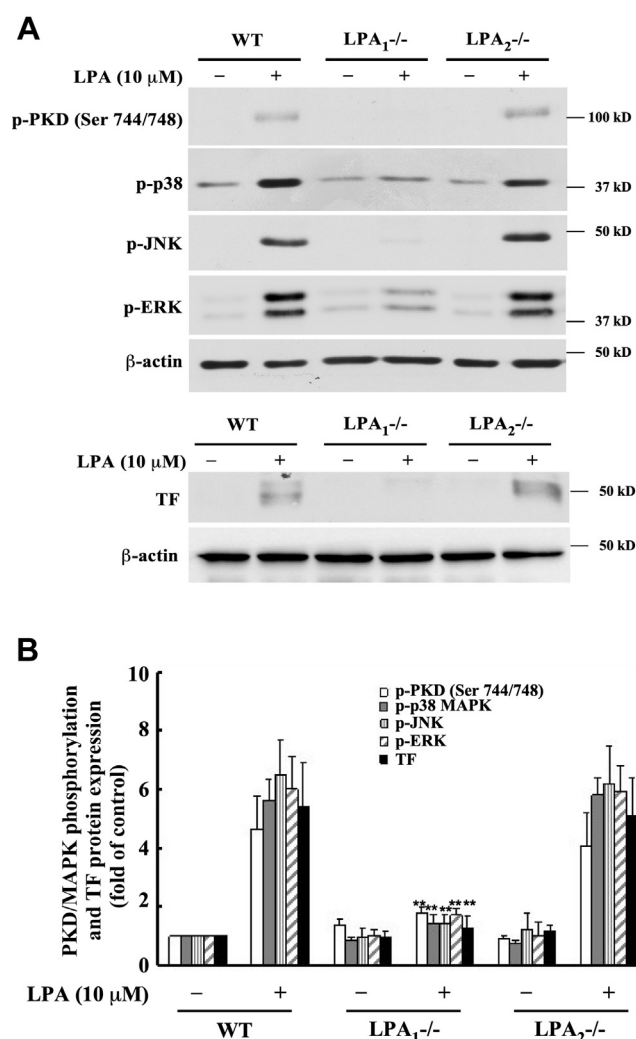 A
WT LPA1-/- LPA2-/-
LPA (10 μM) – + – + – +
p-PKD (Ser 744/748) 100 kD
p-p38 37 kD
p-JNK 50 kD
p-ERK 37 kD
β-actin 50 kD
WT LPA1-/- LPA2-/-
LPA (10 μM) – + – + – +
TF 50 kD
β-actin 50 kD
B
PKD/MAPK phosphorylation
and TF protein expression
(fold of control)
10
8
6
4
2
0
p-PKD (Ser 744/748)
p-p38 MAPK
p-JNK
p-ERK
TF
** ** ** ** **
LPA (10 μM) – + – + – +
WT LPA1-/- LPA2-/-